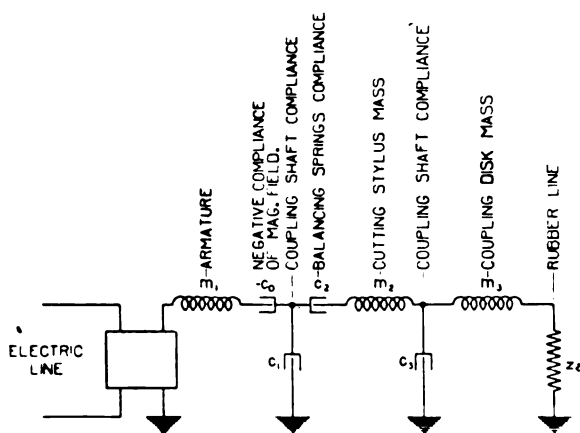 NEGATIVE COMPLIANCE
OF MAG. FIELD.
COUPLING SHAFT COMPLIANCE
BALANCING SPRINGS COMPLIANCE
CUTTING STYLUS MASS
COUPLING SHAFT COMPLIANCE
COUPLING DISK MASS
RUBBER LINE
ARMATURE
m₁
-C₀
C₂
m₂
m₃
ELECTRIC
LINE
C₁
C₃